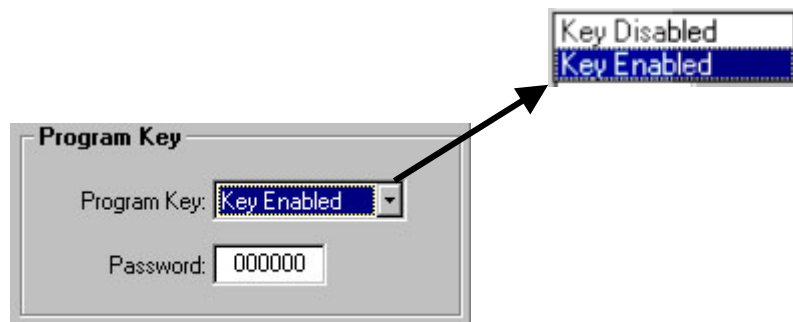 Key Disabled
Key Enabled
Program Key
Program Key: Key Enabled
Password: 000000